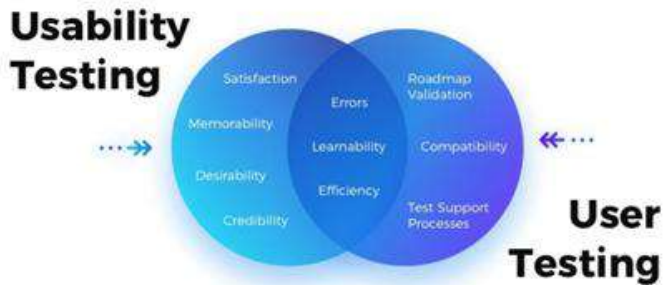 Usability
Testing
Satisfaction
Memorability
Desirability
Credibility
Errors
Learnability
Efficiency
Roadmap
Validation
Compatibility
Test Support
Processes
User
Testing